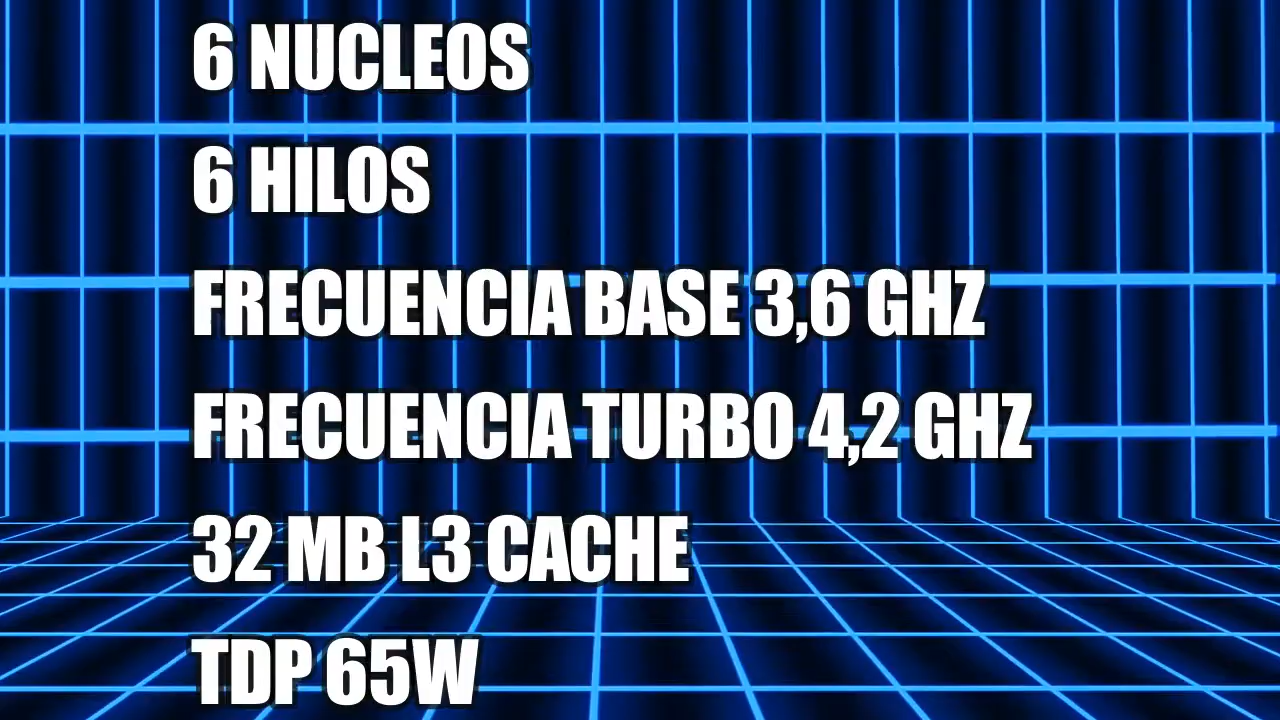 6 NUCLEOS
6 HILOS
FRECUENCIA BASE 3,6 GHZ
FRECUENCIA TURBO 4,2 GHZ
32 MB L3 CACHE
TDP 65W